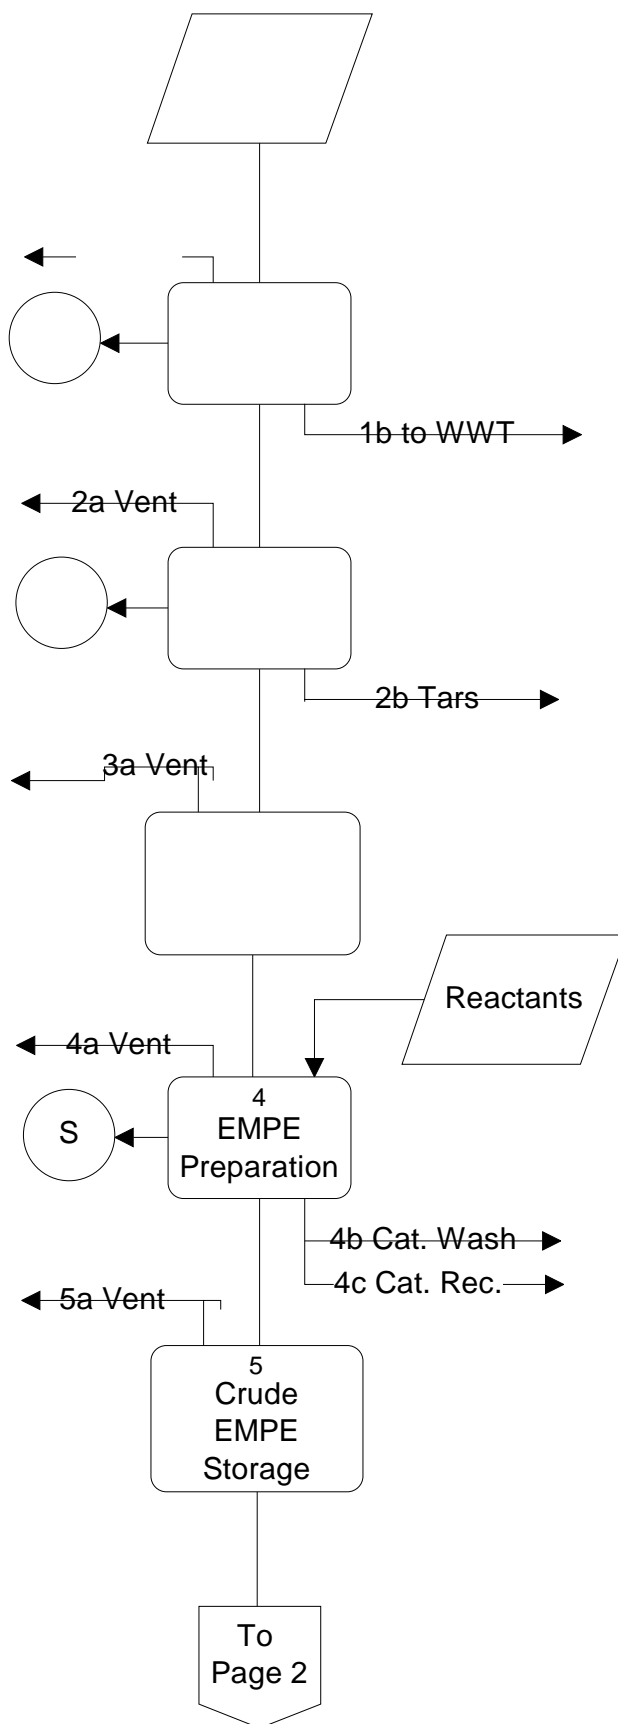 1b to WWT
2a Vent
2b Tars
3a Vent
Reactants
4a Vent
4
EMPE
Preparation
S
4b Cat. Wash
4c Cat. Rec.
5a Vent
5
Crude
EMPE
Storage
To
Page 2